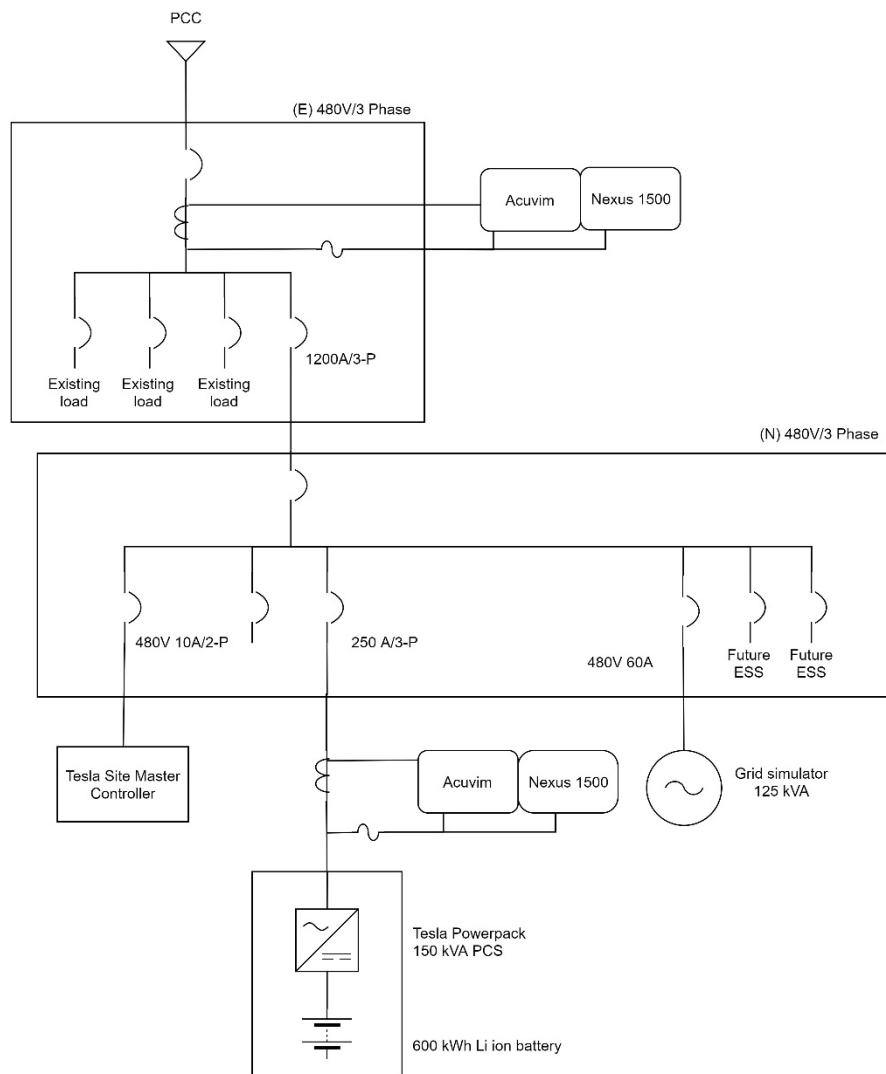 PCC
(E) 480V/3 Phase
Acuvim
Nexus 1500
1200A/3-P
Existing
load
Existing
load
Existing
load
(N) 480V/3 Phase
480V 10A/2-P
250 A/3-P
480V 60A
Future
ESS
Future
ESS
Tesla Site Master
Controller
Acuvim
Nexus 1500
Grid simulator
125 kVA
Tesla Powerpack
150 kVA PCS
600 kWh Li ion battery